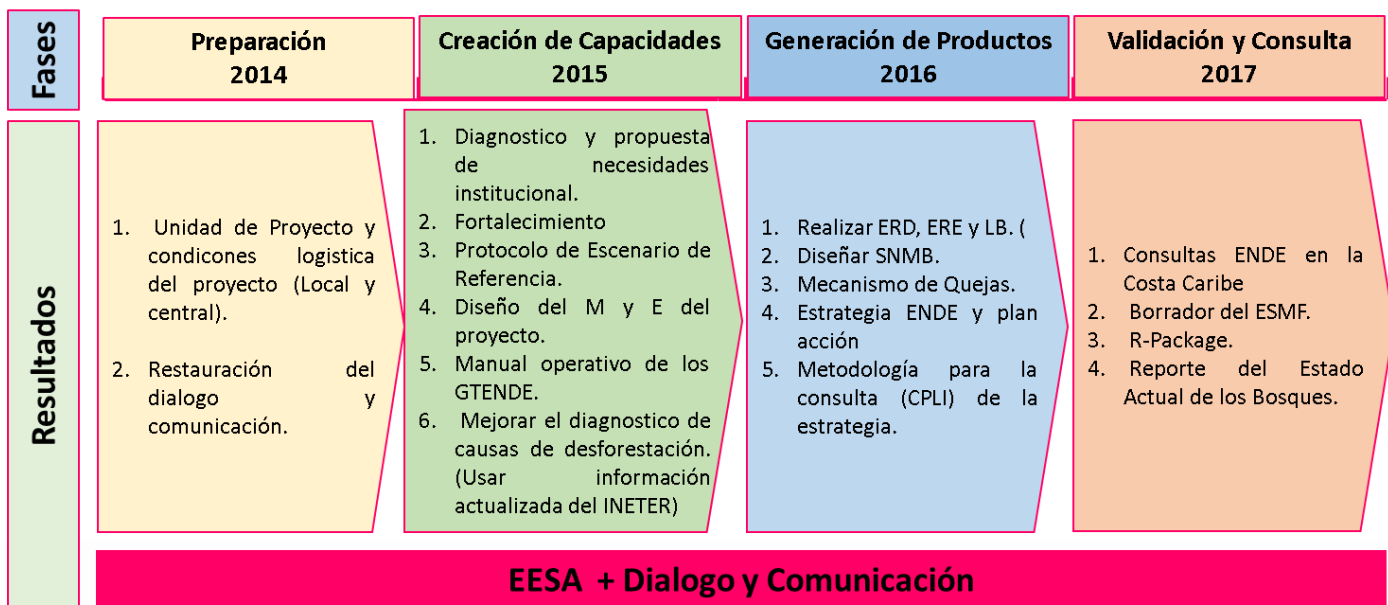 Fases
Preparación
2014
Creación de Capacidades
2015
Generación de Productos
2016
Validación y Consulta
2017
Resultados
1. Unidad de Proyecto y
condicones logistica
del proyecto (Local y
central).
2. Restauración del
dialogo y
comunicación.
1. Diagnostico y propuesta
de necesidades
institucional.
2. Fortalecimiento
3. Protocolo de Escenario de
Referencia.
4. Diseño del M y E del
proyecto.
5. Manual operativo de los
GTENDE.
6. Mejorar el diagnostico de
causas de desforestación.
(Usar información
actualizada del INETER)
1. Realizar ERD, ERE y LB. (
2. Diseñar SNMB.
3. Mecanismo de Quejas.
4. Estrategia ENDE y plan
acción
5. Metodología para la
consulta (CPLI) de la
estrategia.
1. Consultas ENDE en la
Costa Caribe
2. Borrador del ESMF.
3. R-Package.
4. Reporte del Estado
Actual de los Bosques.
EESA + Dialogo y Comunicación